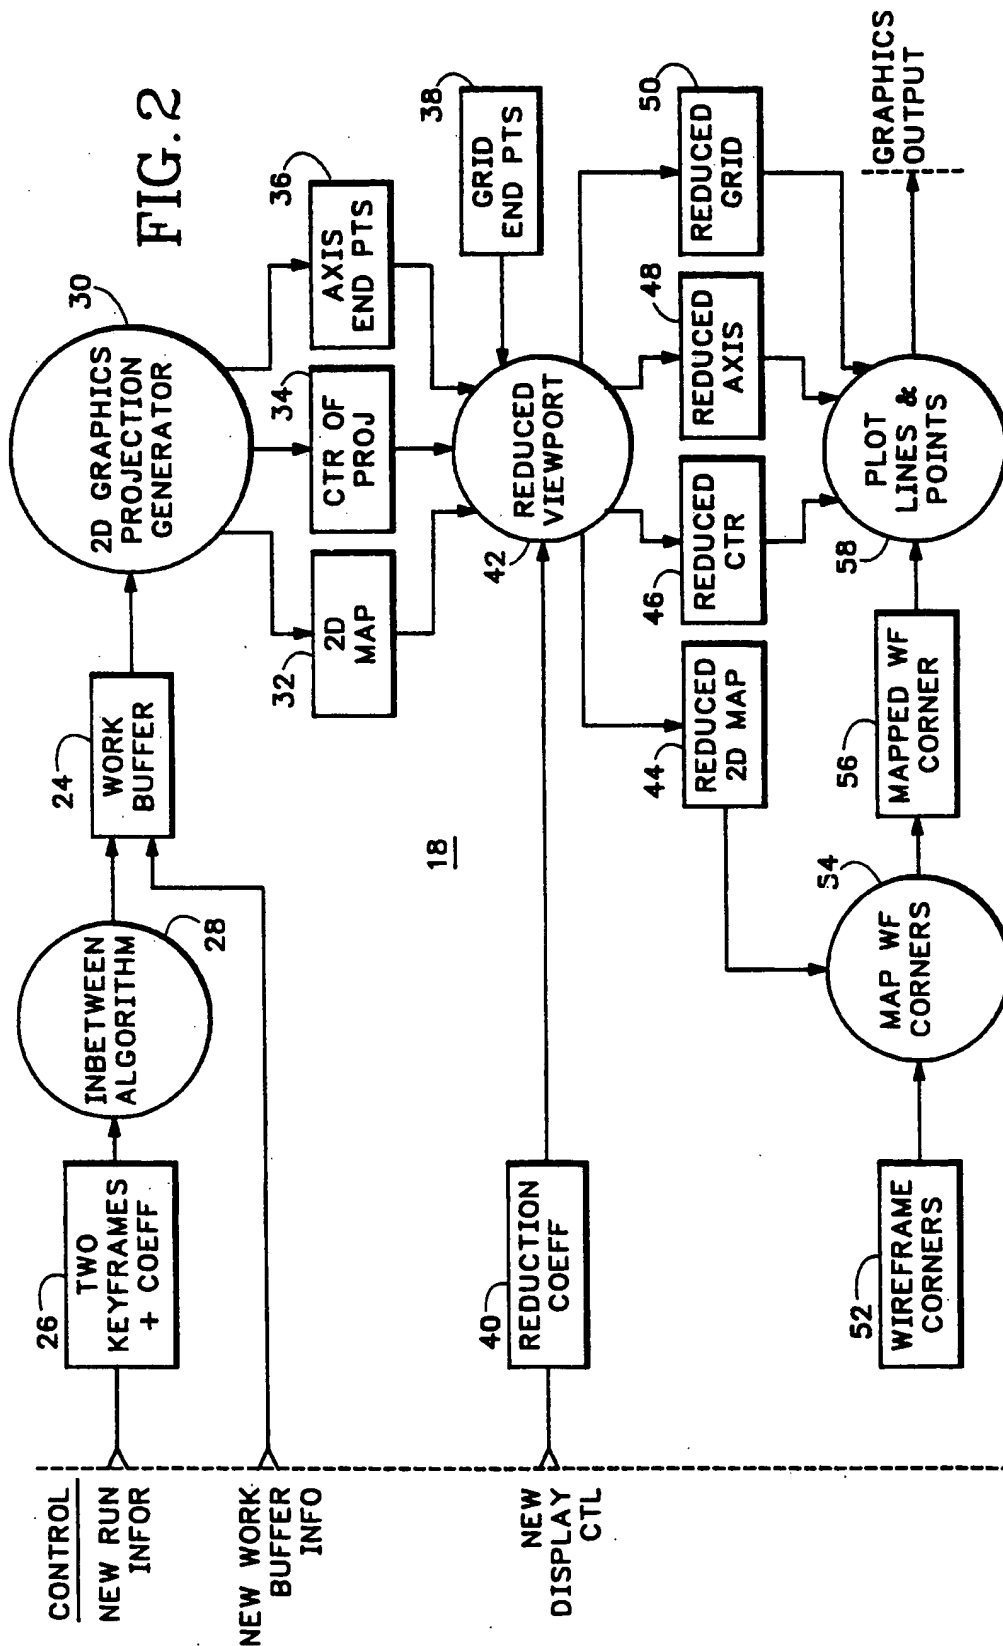 FIG. 2
CONTROL
NEW RUN
INFOR
NEW WORK-
BUFFER
INFO
NEW
DISPLAY
CTL
26
TWO
KEYFRAMES
+ COEFF
INBETWEEN
ALGORITHM
28
24
WORK
BUFFER
30
2D GRAPHICS
PROJECTION
GENERATOR
32
2D
MAP
34
CTR OF
PROJ
36
AXIS
END PTS
38
GRID
END PTS
18
40
REDUCTION
COEFF
42
REDUCED
VIEWPORT
44
REDUCED
2D MAP
46
REDUCED
CTR
48
REDUCED
AXIS
50
REDUCED
GRID
52
WIREFRAME
CORNERS
54
MAP WF
CORNERS
56
MAPPED WF
CORNER
58
PLOT
LINES &
POINTS
GRAPHICS
OUTPUT